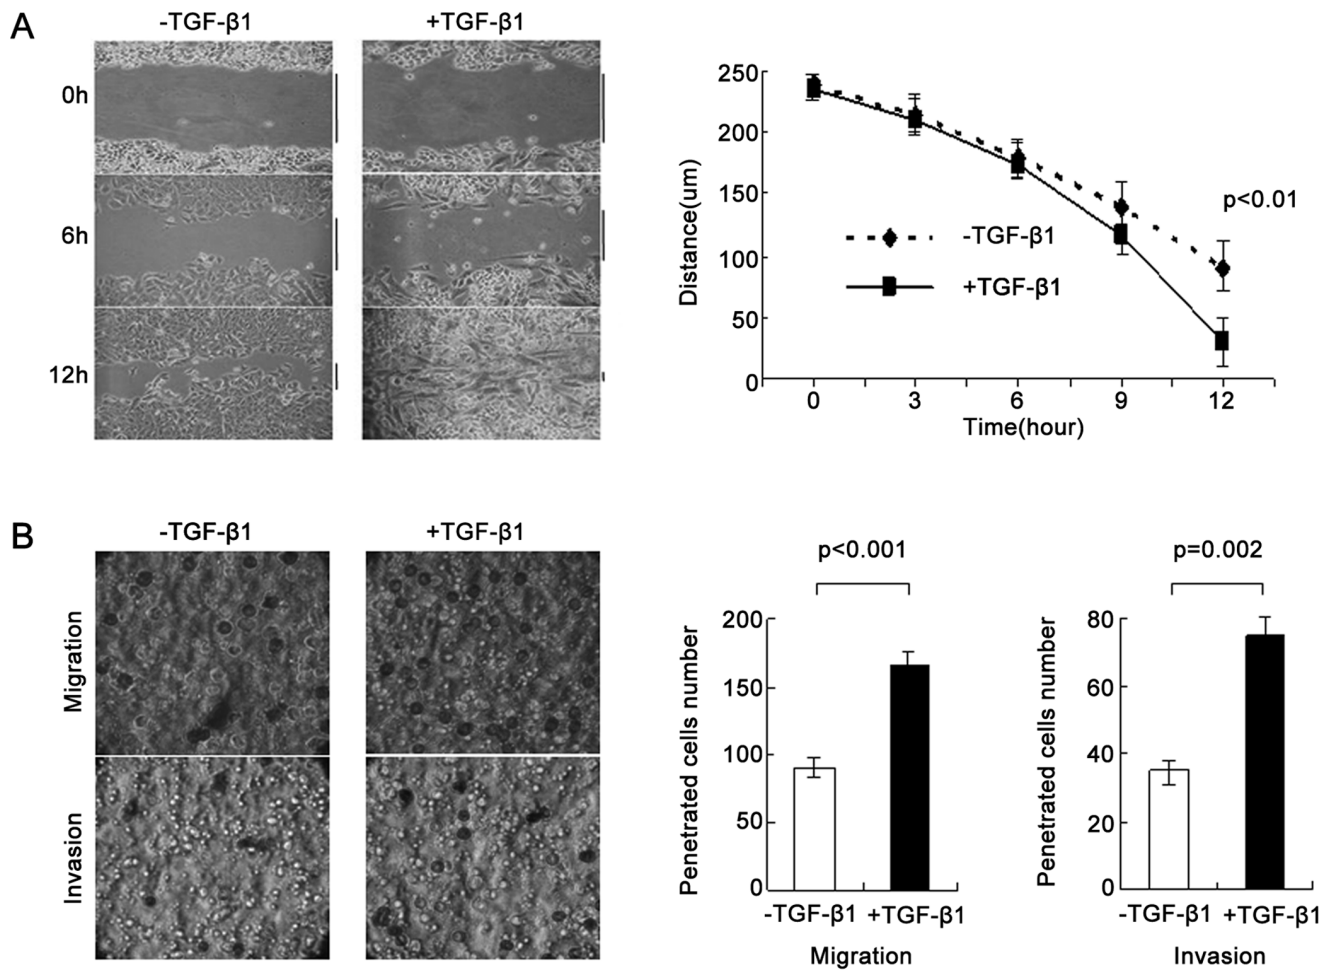 A
-TGF-β1
+TGF-β1
0h
6h
12h
250
200
150
100
50
0
Distance(um)
p<0.01
-TGF-β1
+TGF-β1
0
3
6
9
12
Time(hour)
B
-TGF-β1
+TGF-β1
Migration
Invasion
p<0.001
200
150
100
50
0
Penetrated cells number
-TGF-β1
+TGF-β1
Migration
p=0.002
80
60
40
20
0
Penetrated cells number
-TGF-β1
+TGF-β1
Invasion